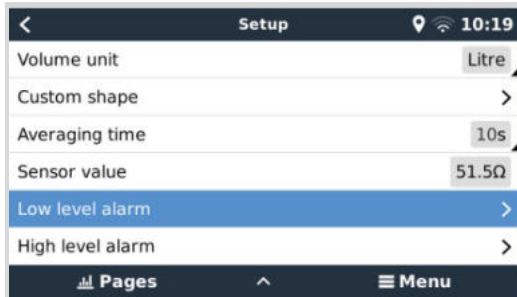 Setup 10:19
Volume unit Litre
Custom shape
Averaging time 10s
Sensor value 51.5Ω
Low level alarm
High level alarm
Pages Menu